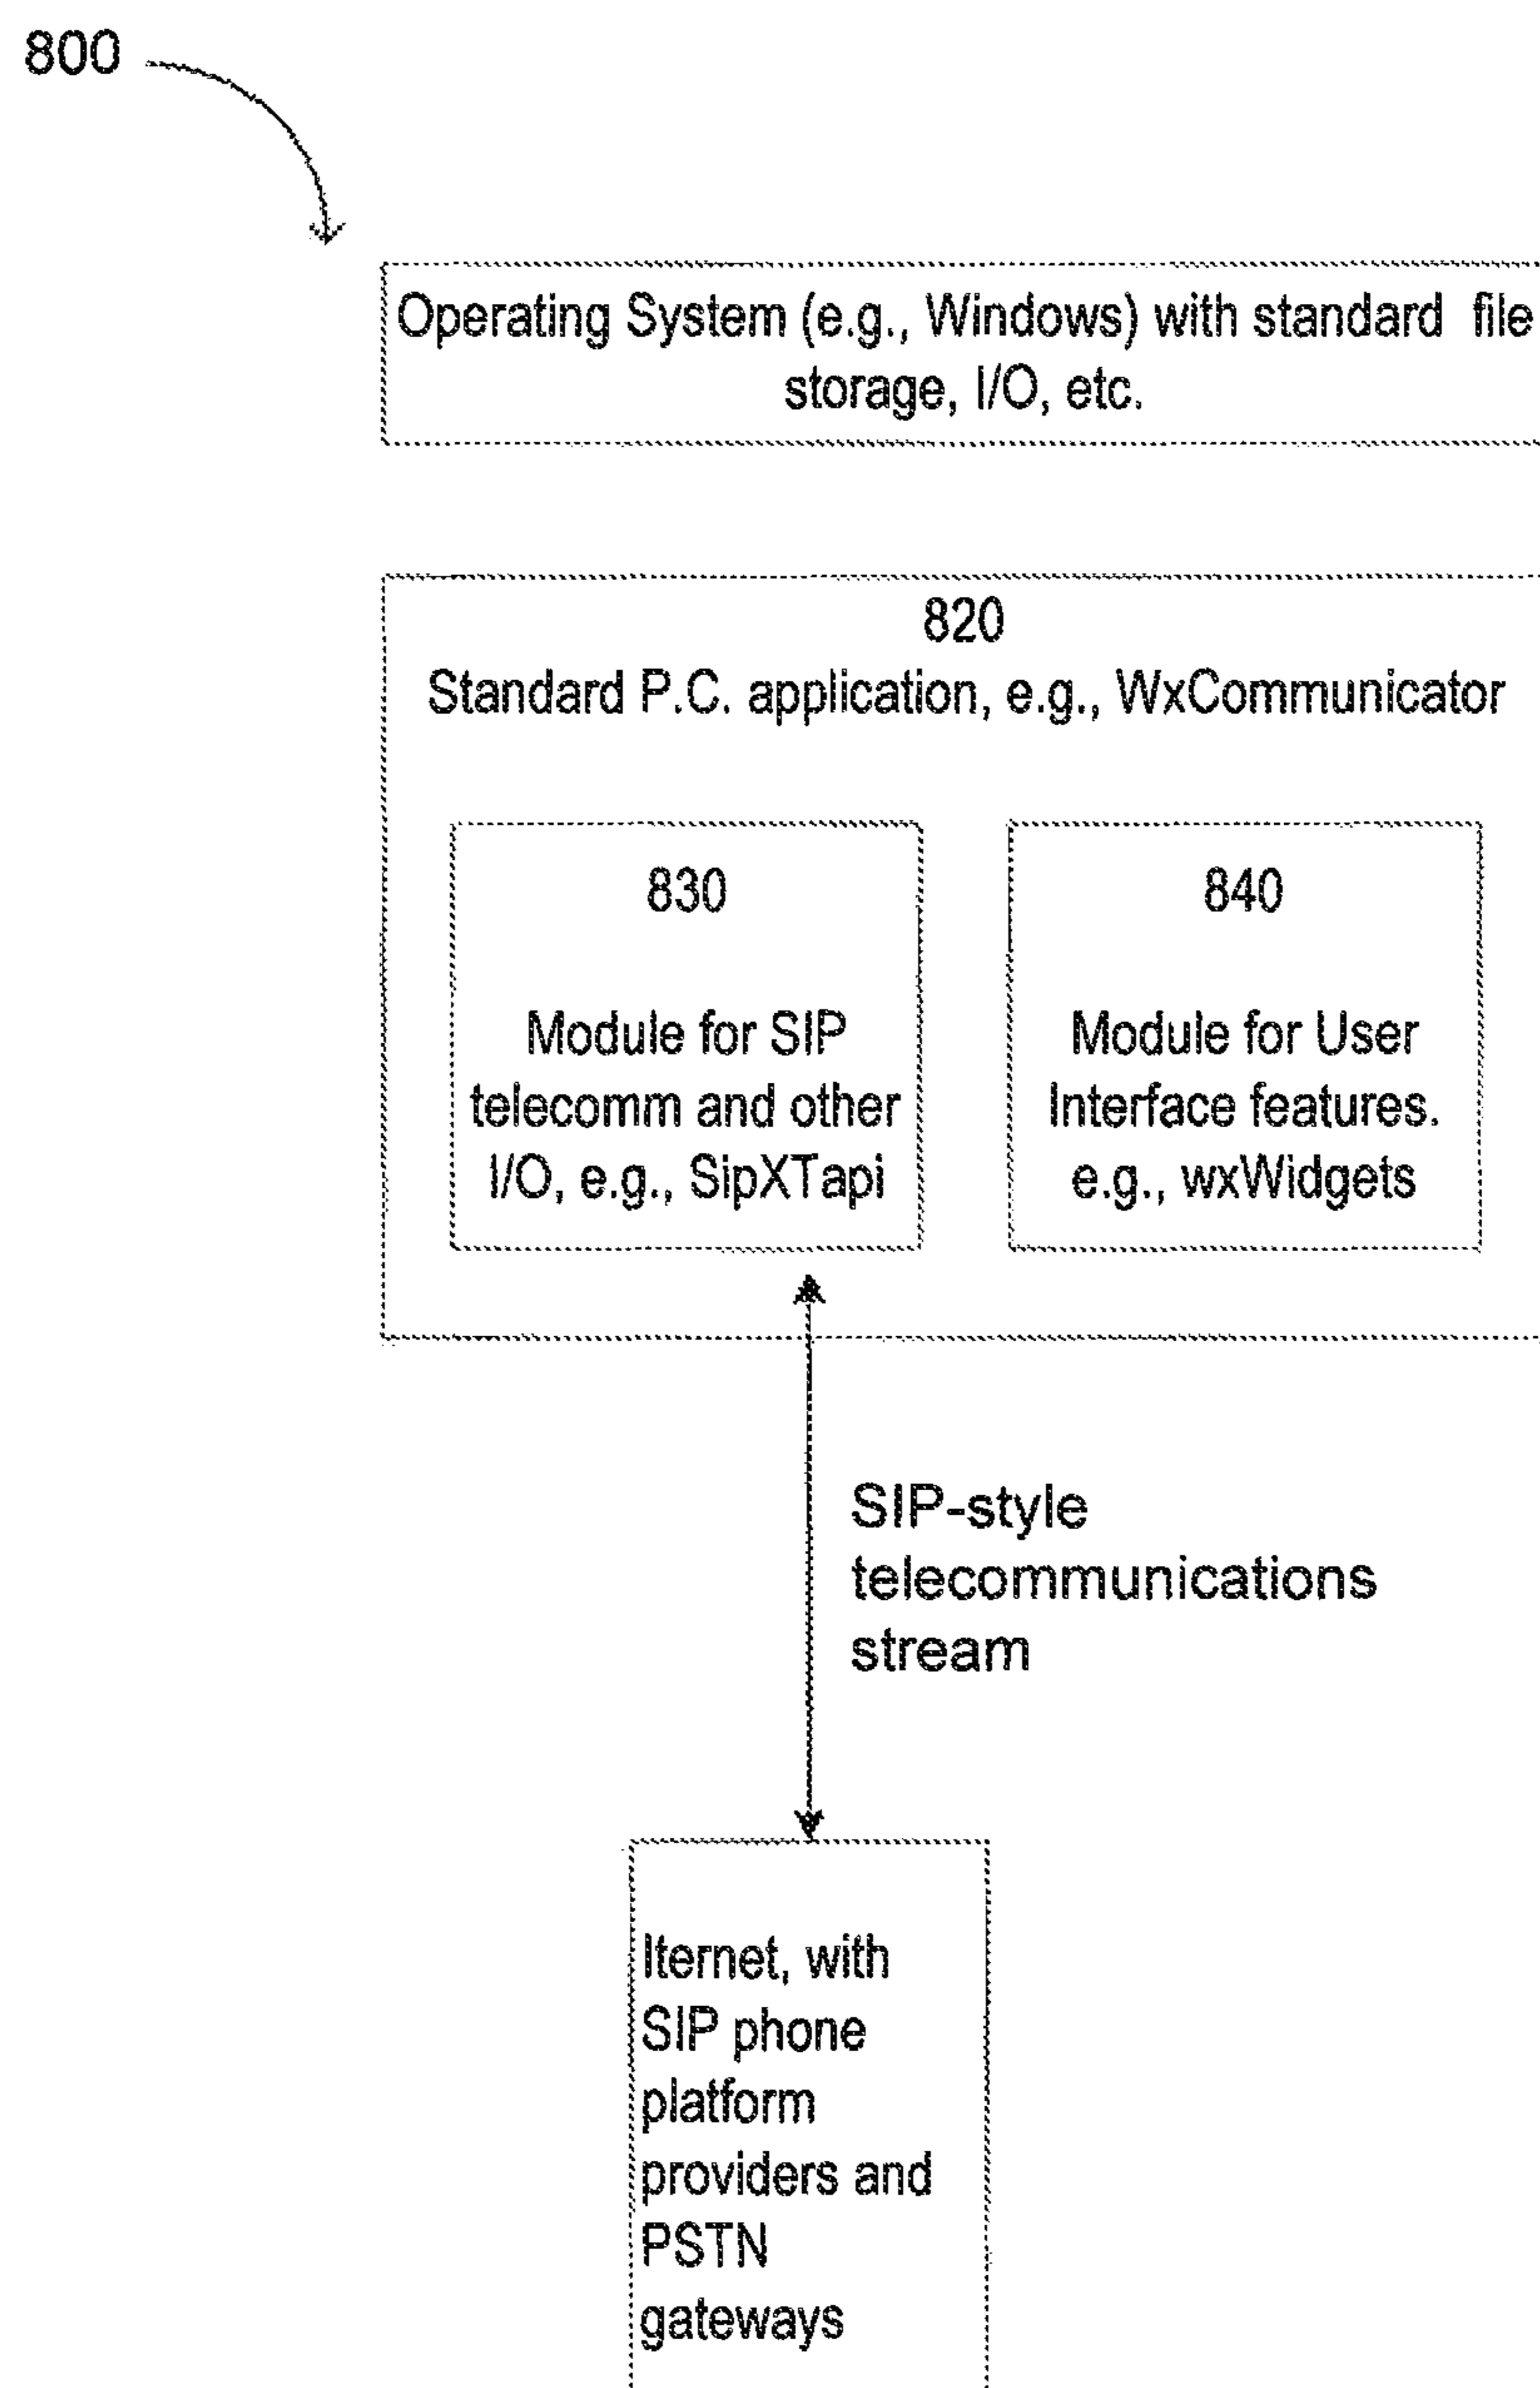 800
Operating System (e.g., Windows) with standard file
storage, I/O, etc.
820
Standard P.C. application, e.g., WxCommunicator
830
Module for SIP
telecomm and other
I/O, e.g., SipXTapi
840
Module for User
Interface features.
e.g., wxWidgets
SIP-style
telecommunications
stream
Iternet, with
SIP phone
platform
providers and
PSTN
gateways